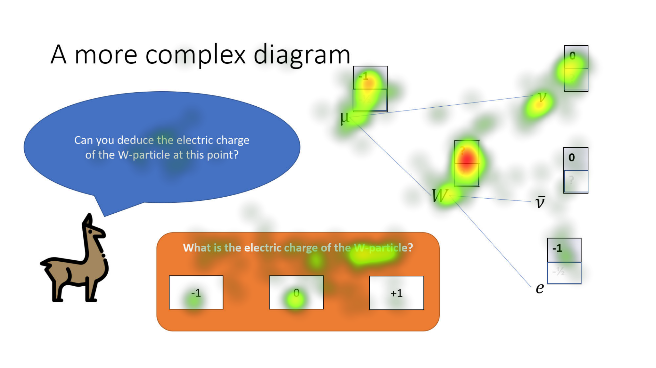 A more complex diagram
Can you deduce the electric charge
of the W-particle at this point?
What is the electric charge of the W-particle?
-1
0
+1
-1
μ
0
ν
W
0
ν̄
-1
e